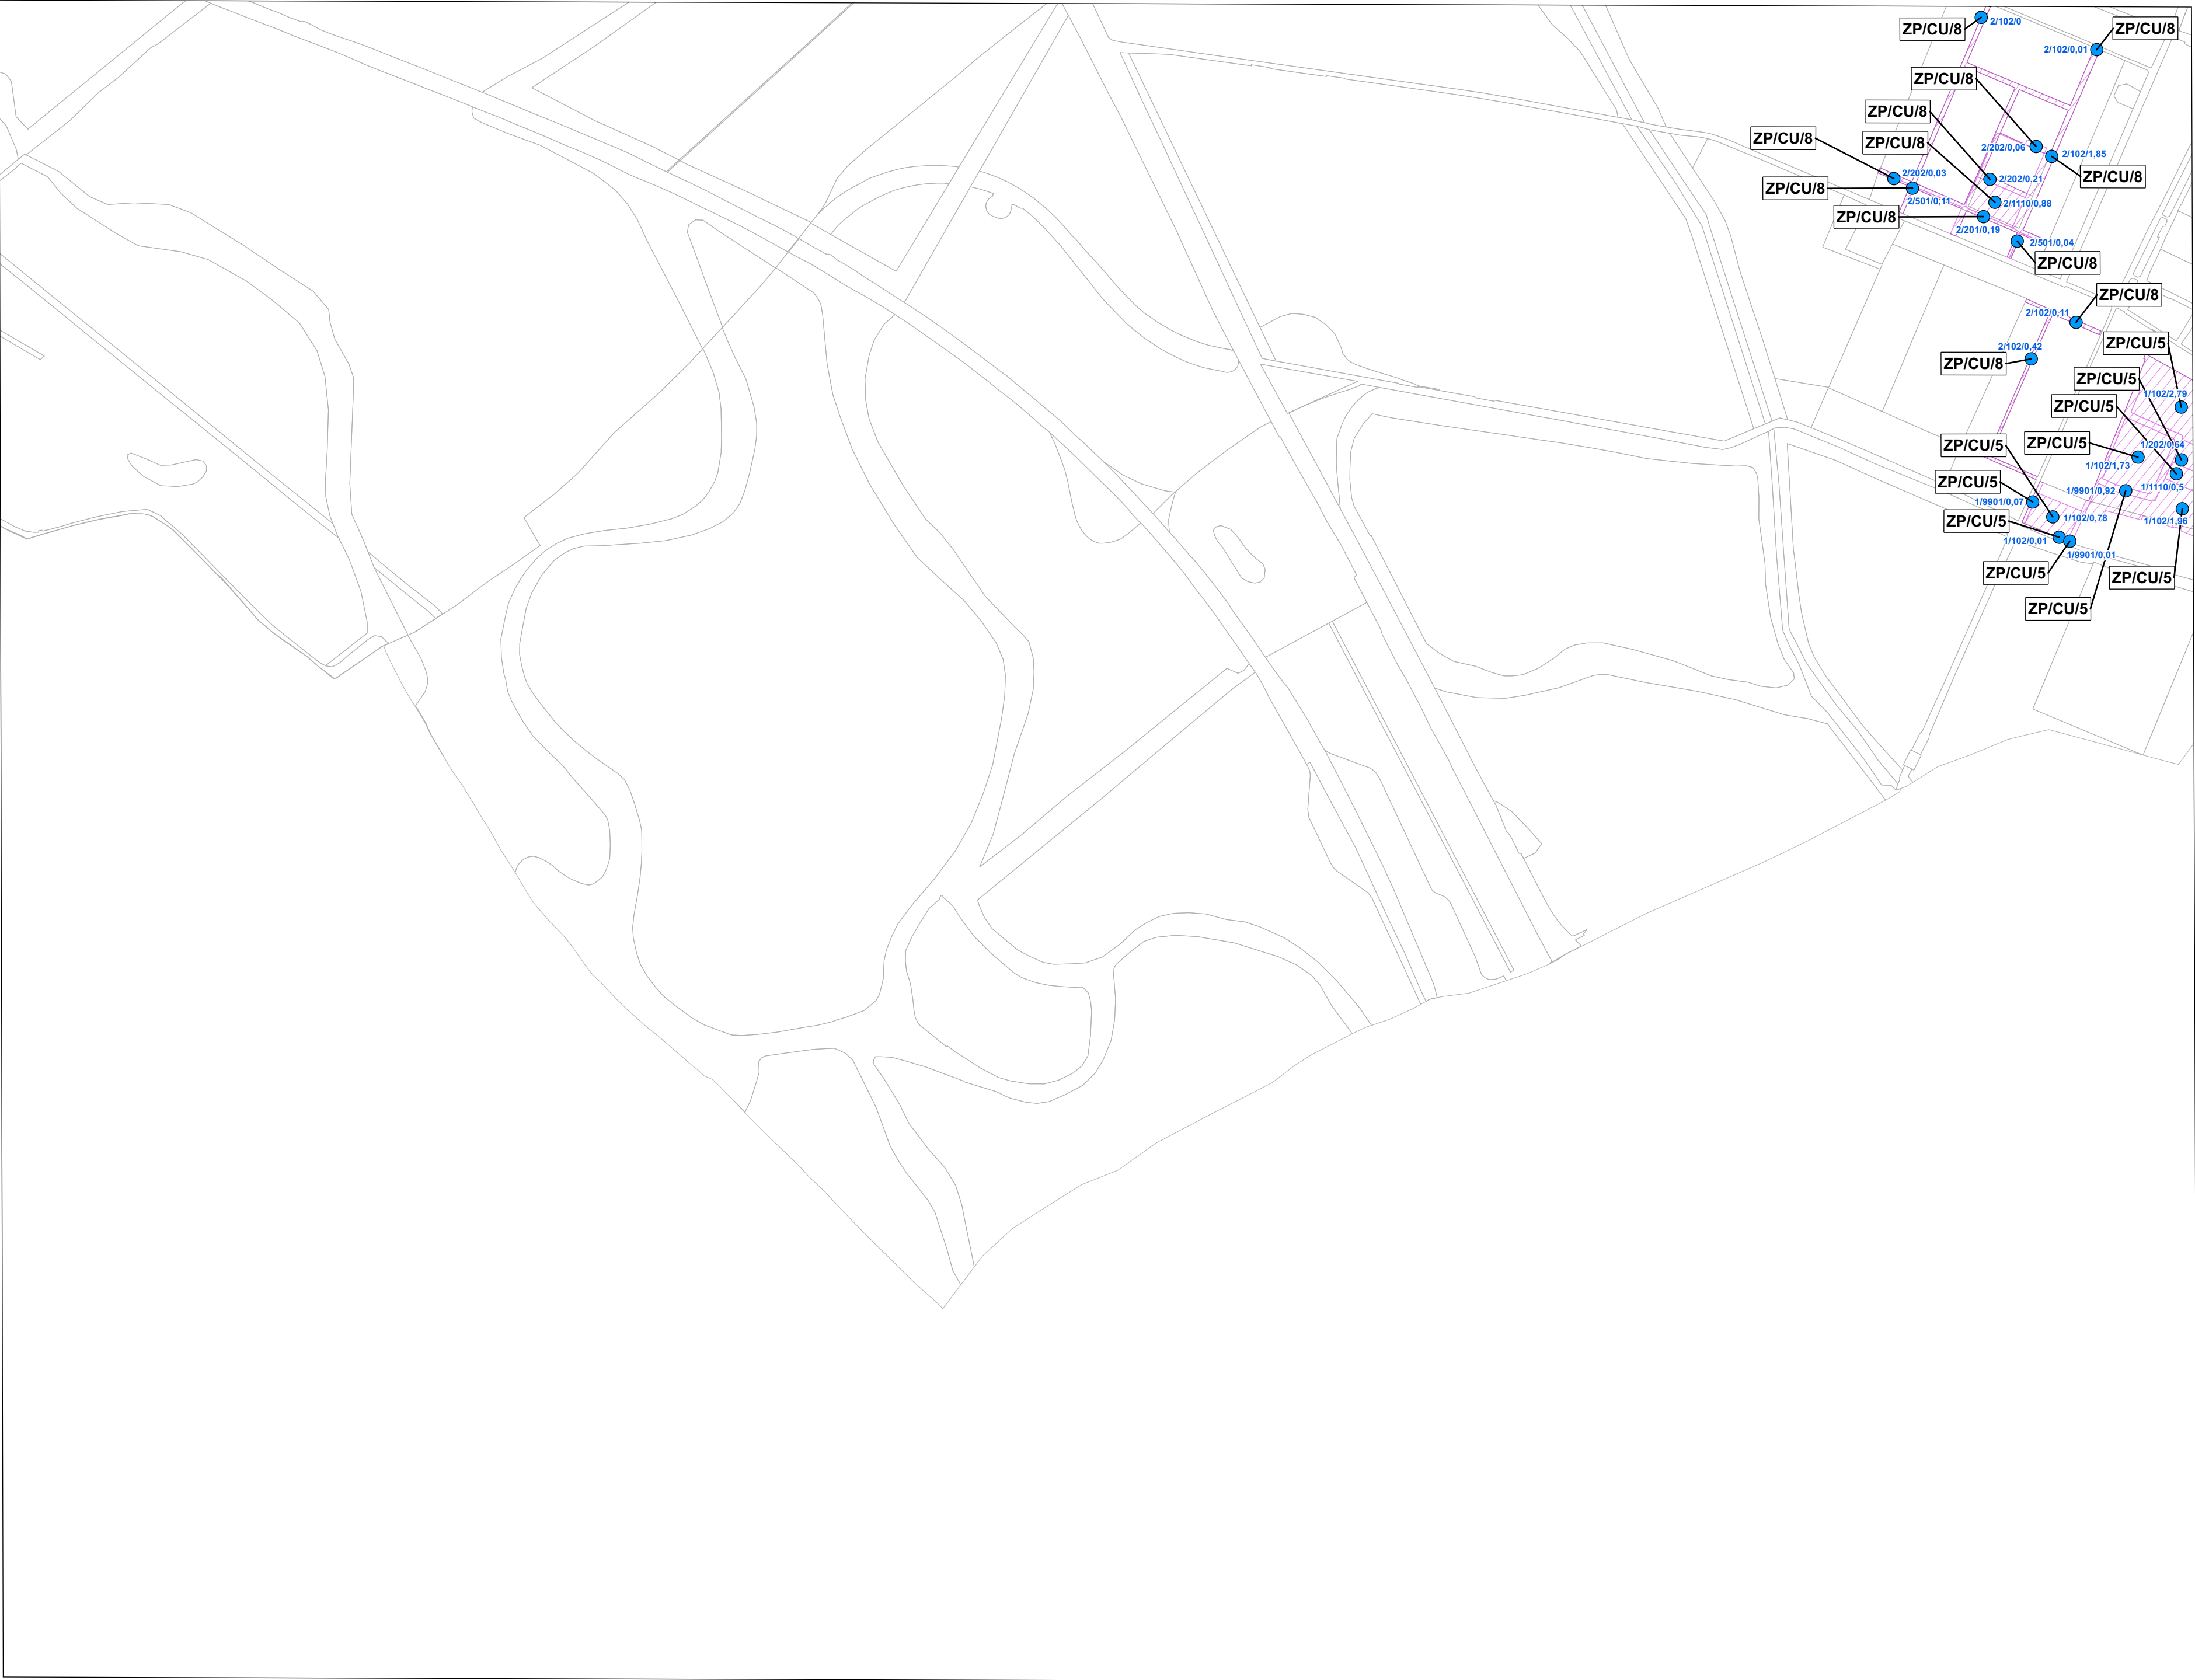 ZP/CU/8
2/102/0
ZP/CU/8
2/102/0,01
ZP/CU/8
ZP/CU/8
ZP/CU/8
ZP/CU/8
2/202/0,06
2/102/1,85
ZP/CU/8
2/202/0,03
2/202/0,21
ZP/CU/8
2/501/0,11
2/1110/0,88
ZP/CU/8
2/201/0,19
2/501/0,04
ZP/CU/8
ZP/CU/8
2/102/0,11
ZP/CU/5
2/102/0,42
ZP/CU/8
ZP/CU/5
1/102/2,79
ZP/CU/5
ZP/CU/5
ZP/CU/5
1/202/0,64
1/102/1,73
ZP/CU/5
1/9901/0,92
1/1110/0,5
1/9901/0,07
ZP/CU/5
1/102/0,78
1/102/1,96
1/102/0,01
1/9901/0,01
ZP/CU/5
ZP/CU/5
ZP/CU/5